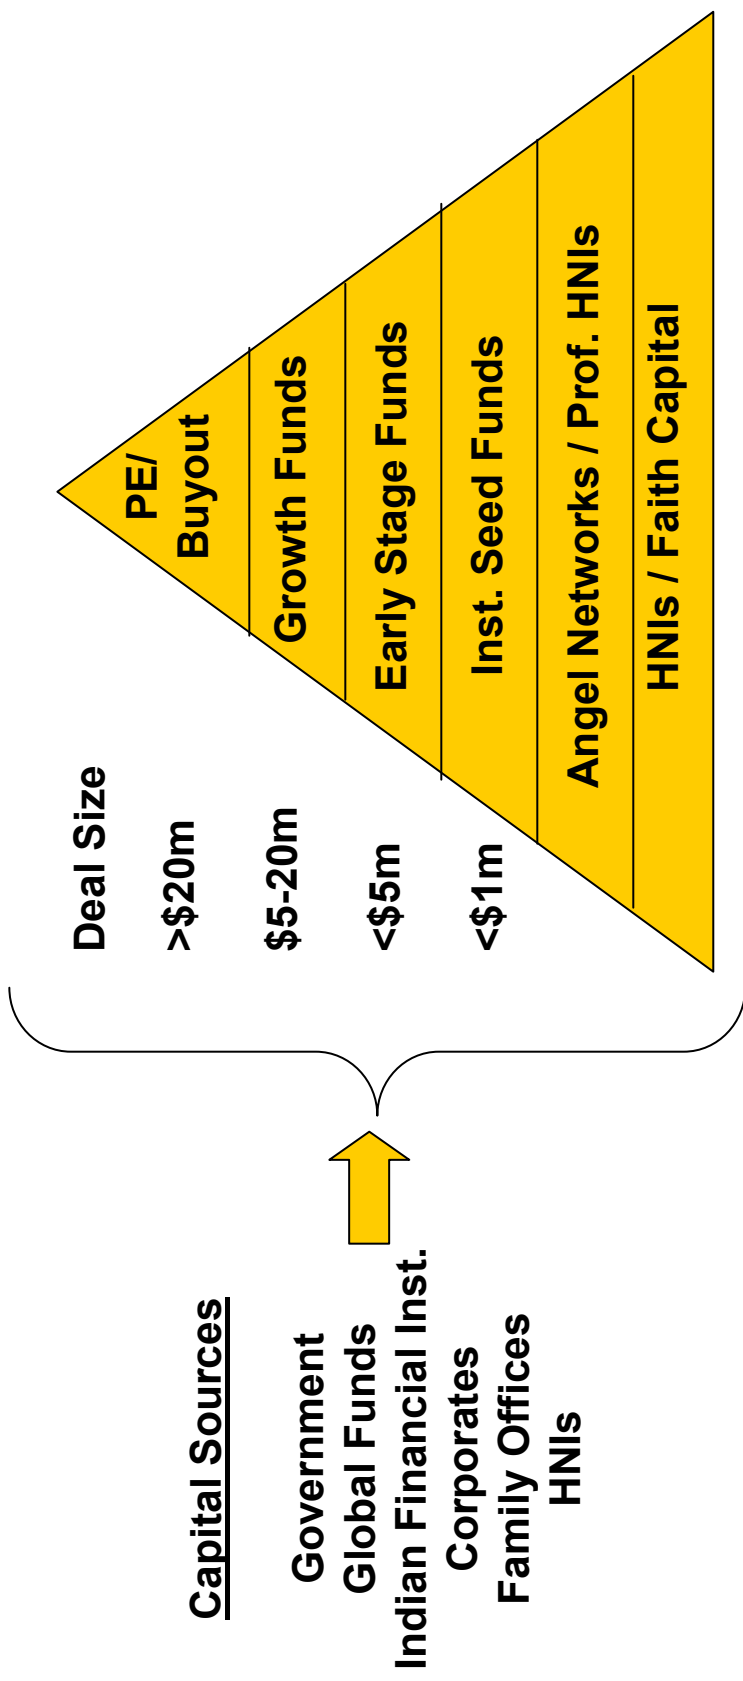 Capital Sources
Government
Global Funds
Indian Financial Inst.
Corporates
Family Offices
HNIs
Deal Size
>$20m
$5-20m
<$5m
<$1m
PE/
Buyout
Growth Funds
Early Stage Funds
Inst. Seed Funds
Angel Networks / Prof. HNIs
HNIs / Faith Capital